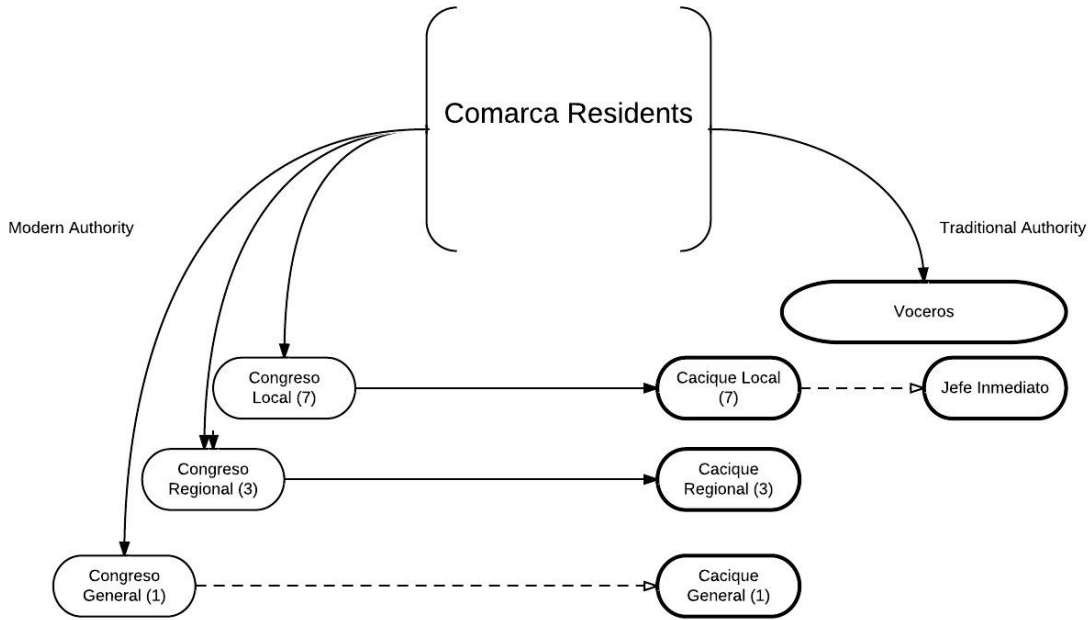 Comarca Residents
Modern Authority
Traditional Authority
Voceros
Congreso
Local (7)
Cacique Local
(7)
Jefe Inmediato
Congreso
Regional (3)
Cacique
Regional (3)
Congreso
General (1)
Cacique
General (1)